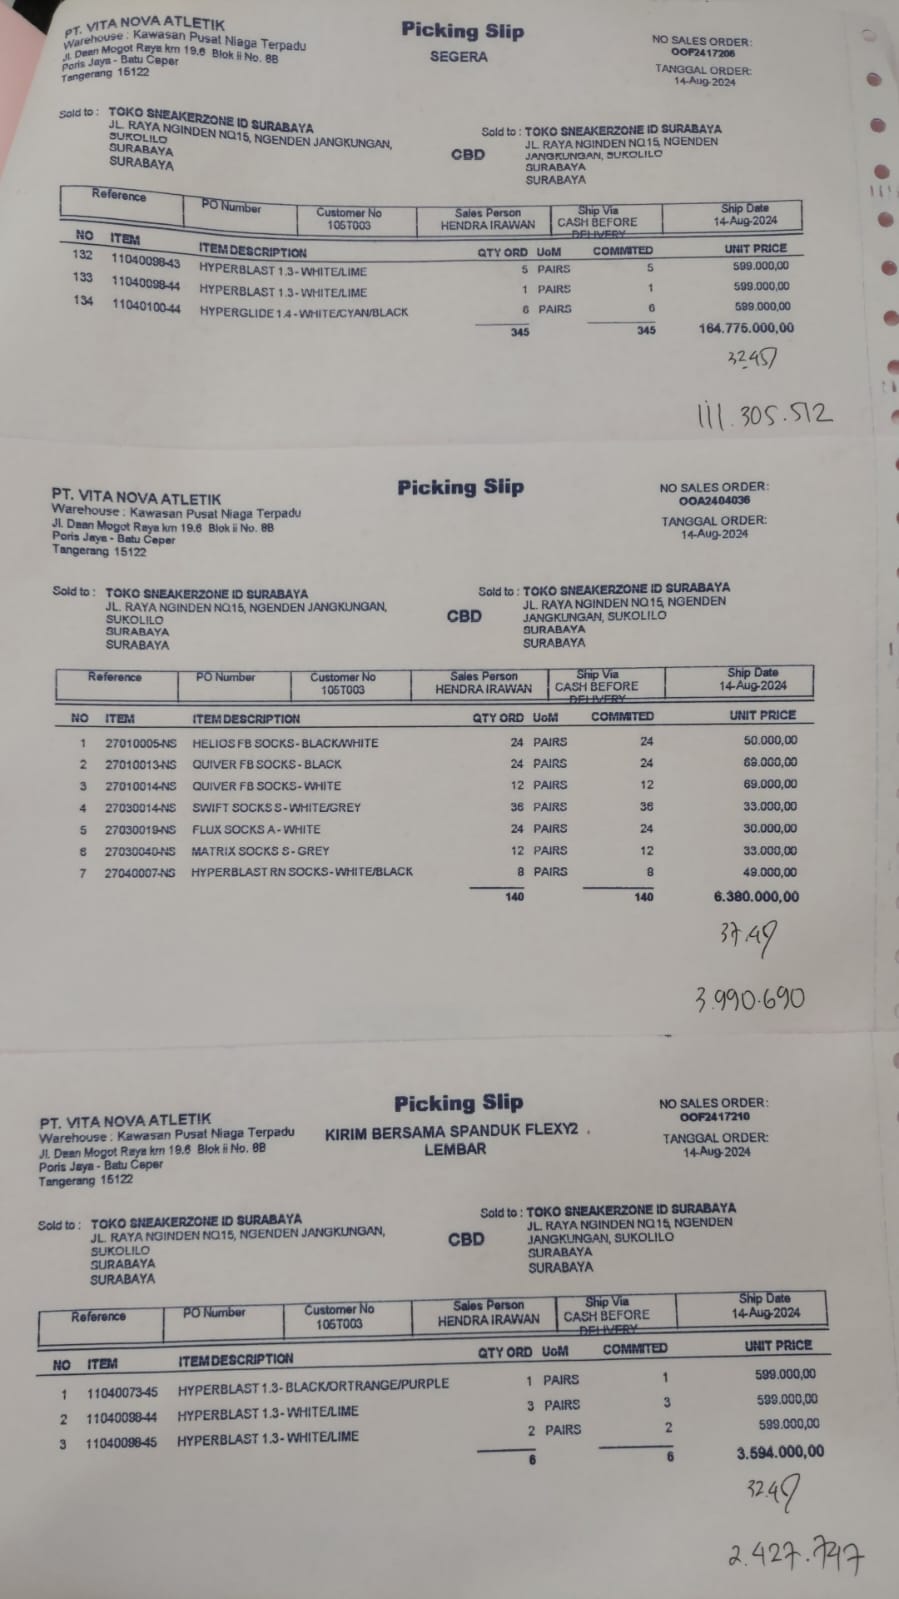 PT. VITA NOVA ATLETIK
Warehouse : Kawasan Pusat Niaga Terpadu
Jl. Dean Mogot Raya km 19.6 Blok ii No. 8B
Poris Jaya - Batu Ceper
Tangerang 15122
Picking Slip
SEGERA
NO SALES ORDER:
OOF2417206
TANGGAL ORDER:
14-Aug-2024
Sold to : TOKO SNEAKERZONE ID SURABAYA
JL. RAYA NGINDEN NO.15, NGENDEN JANGKUNGAN,
SUKOLILO
SURABAYA
SURABAYA
CBD
Sold to : TOKO SNEAKERZONE ID SURABAYA
JL. RAYA NGINDEN NO.15, NGENDEN
JANGKUNGAN, SUKOLILO
SURABAYA
SURABAYA
Reference PO Number Customer No Sales Person Ship Via Ship Date
105T003 HENDRA IRAWAN CASH BEFORE DELIVERY 14-Aug-2024
NO ITEM ITEM DESCRIPTION QTY ORD UoM COMMITED UNIT PRICE
132 11040098-43 HYPERBLAST 1.3 - WHITE/LIME 5 PAIRS 5 599.000,00
133 11040098-44 HYPERBLAST 1.3 - WHITE/LIME 1 PAIRS 1 599.000,00
134 11040100-44 HYPERGLIDE 1.4 - WHITE/CYAN/BLACK 6 PAIRS 6 599.000,00
345 345 164.775.000,00
111.305.512
PT. VITA NOVA ATLETIK
Warehouse : Kawasan Pusat Niaga Terpadu
Jl. Dean Mogot Raya km 19.6 Blok ii No. 8B
Poris Jaya - Batu Ceper
Tangerang 15122
Picking Slip
NO SALES ORDER:
OOA2404036
TANGGAL ORDER:
14-Aug-2024
Sold to : TOKO SNEAKERZONE ID SURABAYA
JL. RAYA NGINDEN NO.15, NGENDEN JANGKUNGAN,
SUKOLILO
SURABAYA
SURABAYA
CBD
Sold to : TOKO SNEAKERZONE ID SURABAYA
JL. RAYA NGINDEN NO.15, NGENDEN
JANGKUNGAN, SUKOLILO
SURABAYA
SURABAYA
Reference PO Number Customer No Sales Person Ship Via Ship Date
105T003 HENDRA IRAWAN CASH BEFORE DELIVERY 14-Aug-2024
NO ITEM ITEM DESCRIPTION QTY ORD UoM COMMITED UNIT PRICE
1 27010005-NS HELIOS FB SOCKS - BLACK/WHITE 24 PAIRS 24 50.000,00
2 27010013-NS QUIVER FB SOCKS - BLACK 24 PAIRS 24 69.000,00
3 27010014-NS QUIVER FB SOCKS - WHITE 12 PAIRS 12 69.000,00
4 27030014-NS SWIFT SOCKS S - WHITE/GREY 36 PAIRS 36 33.000,00
5 27030019-NS FLUX SOCKS A - WHITE 24 PAIRS 24 30.000,00
6 27030040-NS MATRIX SOCKS S - GREY 12 PAIRS 12 33.000,00
7 27040007-NS HYPERBLAST RN SOCKS - WHITE/BLACK 8 PAIRS 8 49.000,00
140 140 6.380.000,00
3.990.690
PT. VITA NOVA ATLETIK
Warehouse : Kawasan Pusat Niaga Terpadu
Jl. Dean Mogot Raya km 19.6 Blok ii No. 8B
Poris Jaya - Batu Ceper
Tangerang 15122
Picking Slip
KIRIM BERSAMA SPANDUK FLEXY2
LEMBAR
NO SALES ORDER:
OOF2417210
TANGGAL ORDER:
14-Aug-2024
Sold to : TOKO SNEAKERZONE ID SURABAYA
JL. RAYA NGINDEN NO.15, NGENDEN JANGKUNGAN,
SUKOLILO
SURABAYA
SURABAYA
CBD
Sold to : TOKO SNEAKERZONE ID SURABAYA
JL. RAYA NGINDEN NO.15, NGENDEN
JANGKUNGAN, SUKOLILO
SURABAYA
SURABAYA
Reference PO Number Customer No Sales Person Ship Via Ship Date
105T003 HENDRA IRAWAN CASH BEFORE DELIVERY 14-Aug-2024
NO ITEM ITEM DESCRIPTION QTY ORD UoM COMMITED UNIT PRICE
1 11040073-45 HYPERBLAST 1.3 - BLACK/ORTRANGE/PURPLE 1 PAIRS 1 599.000,00
2 11040098-44 HYPERBLAST 1.3 - WHITE/LIME 3 PAIRS 3 599.000,00
3 11040098-45 HYPERBLAST 1.3 - WHITE/LIME 2 PAIRS 2 599.000,00
6 6 3.594.000,00
2.427.747